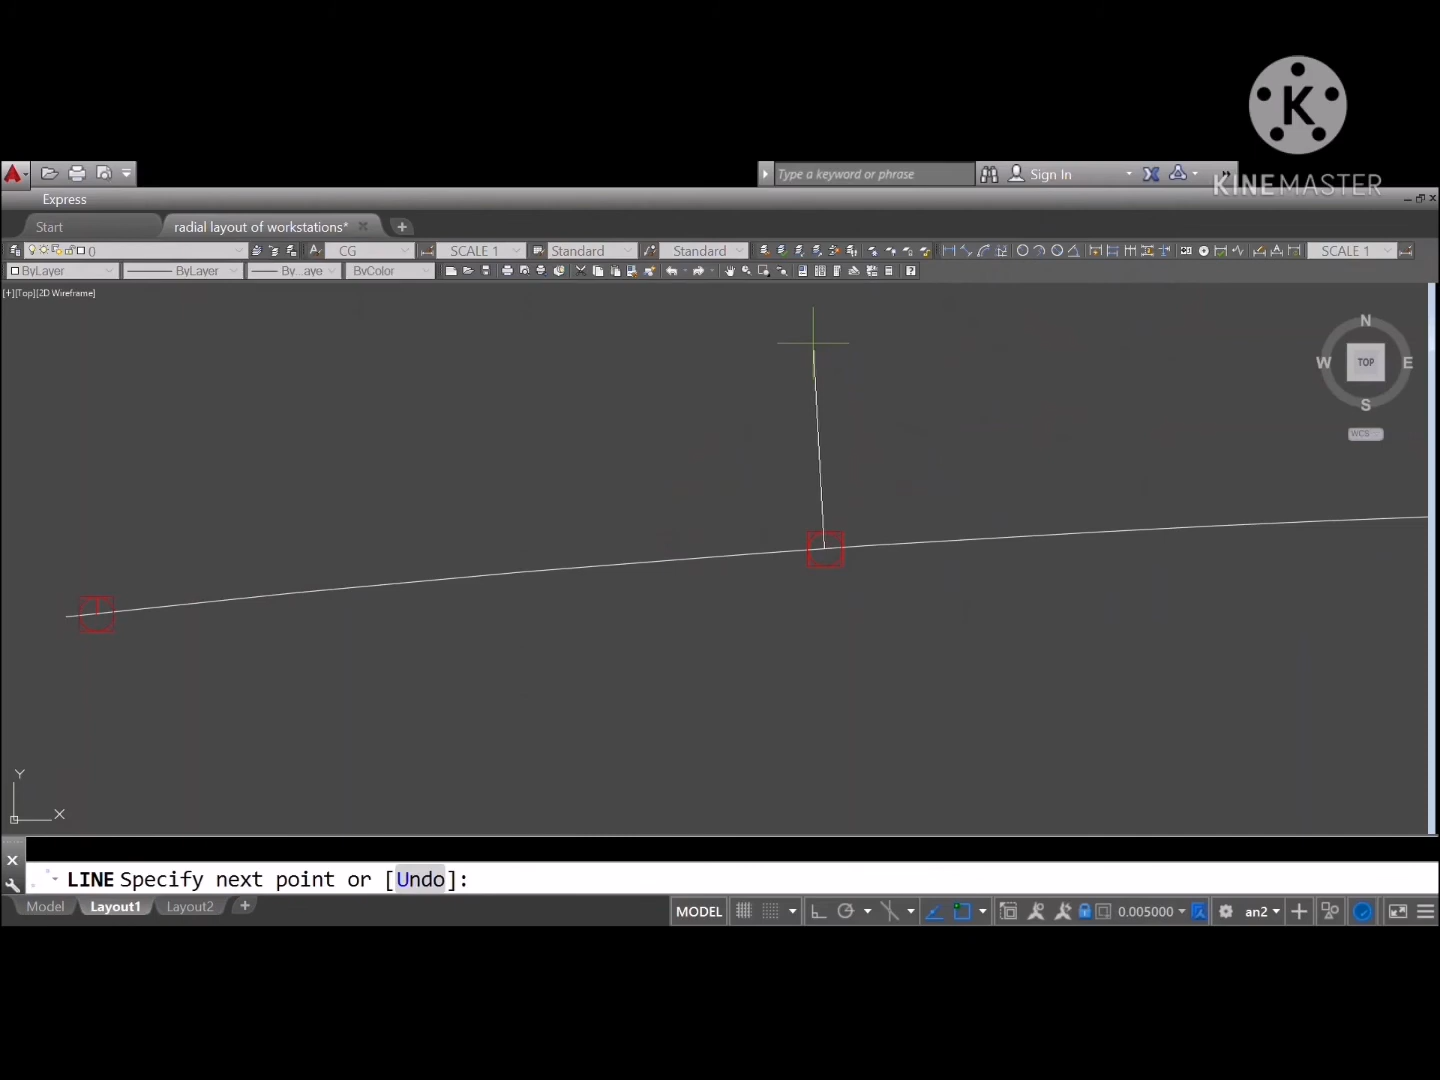 K
KINEMASTER
Type a keyword or phrase
Sign In
Express
Start
radial layout of workstations*
0
CG
SCALE 1
Standard
Standard
SCALE 1
ByLayer
ByLayer
By...aye
ByColor
[+][Top][2D Wireframe]
N
W
TOP
E
S
WCS
Y
X
LINE Specify next point or [Undo]:
Model
Layout1
Layout2
MODEL
0.005000
an2